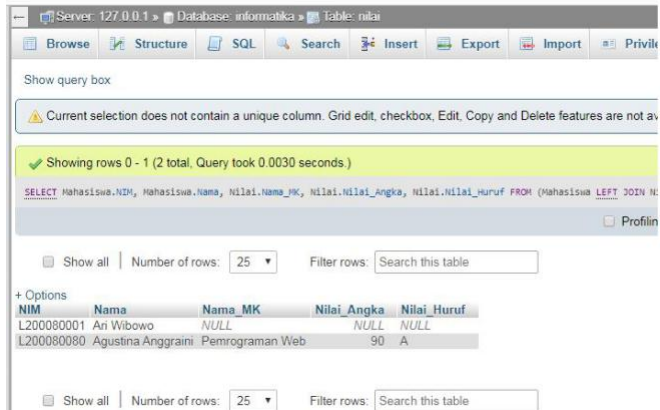 Server: 127.0.0.1 » Database: informatika » Table: nilai
Browse Structure SQL Search Insert Export Import
Show query box
Current selection does not contain a unique column. Grid edit, checkbox, Edit, Copy and Delete features are not
Showing rows 0 - 1 (2 total, Query took 0.0030 seconds.)
SELECT Mahasiswa.NIM, Mahasiswa.Nama, Nilai.Nama_MK, Nilai.Nilai_Angka, Nilai.Nilai_Huruf FROM (Mahasiswa LEFT JOIN
Show all | Number of rows: 25 Filter rows: Search this table
+ Options
NIM Nama Nama_MK Nilai_Angka Nilai_Huruf
L200080001 Ari Wibowo NULL NULL NULL
L200080080 Agustina Anggraini Pemrograman Web 90 A
Show all | Number of rows: 25 Filter rows: Search this table